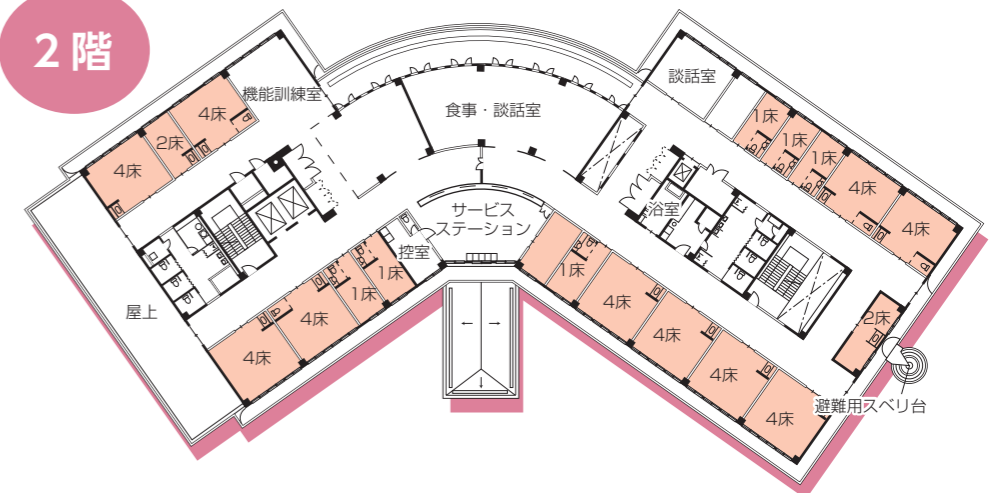 2階
機能訓練室
4床
2床
4床
食事・談話室
談話室
1床
1床
1床
4床
4床
サービス
ステーション
浴室
控室
屋上
4床
4床
1床
1床
1床
4床
4床
4床
4床
2床
避難用スベリ台